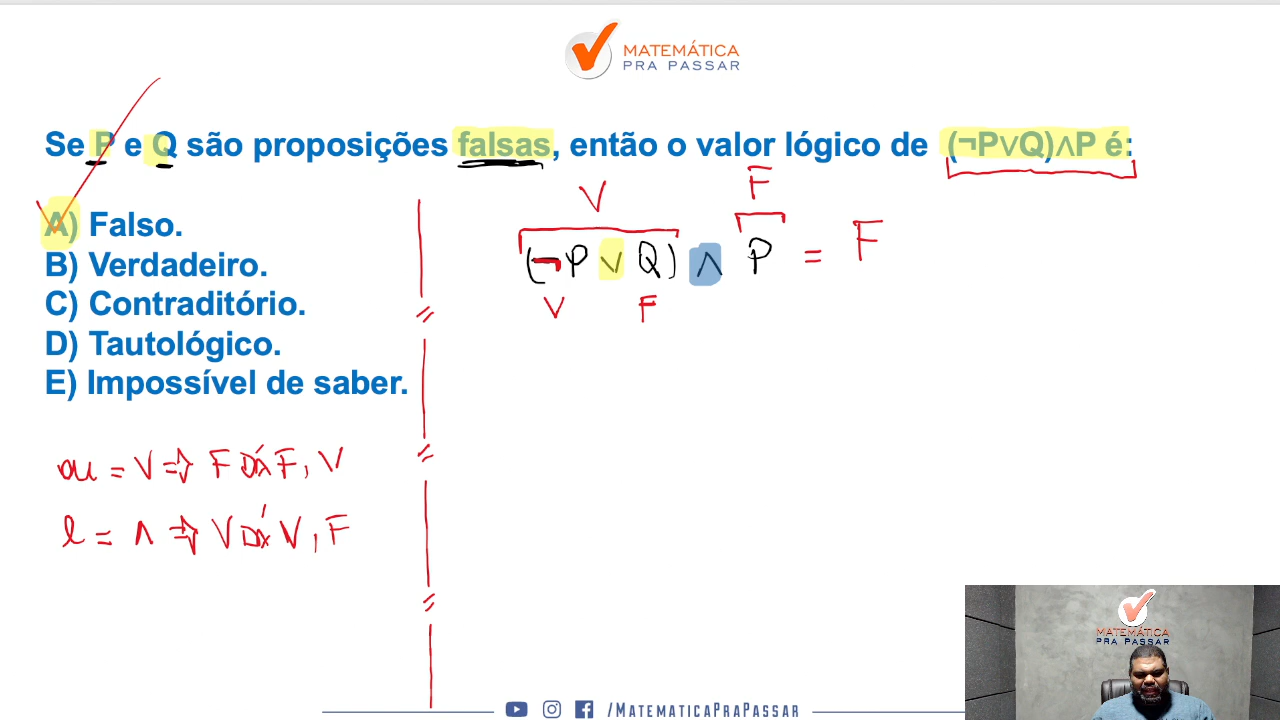 MATEMÁTICA
PRA PASSAR
Se P e Q são proposições falsas, então o valor lógico de (¬P∨Q)∧P é:
A) Falso.
B) Verdadeiro.
C) Contraditório.
D) Tautológico.
E) Impossível de saber.
V F
(¬P ∨ Q) ∧ P = F
V F
ou = V ⇒ F DÁ F, V
e = ∧ ⇒ V DÁ V, F
MATEMÁTICA
PRA PASSAR
/MATEMATICAPRAPASSAR